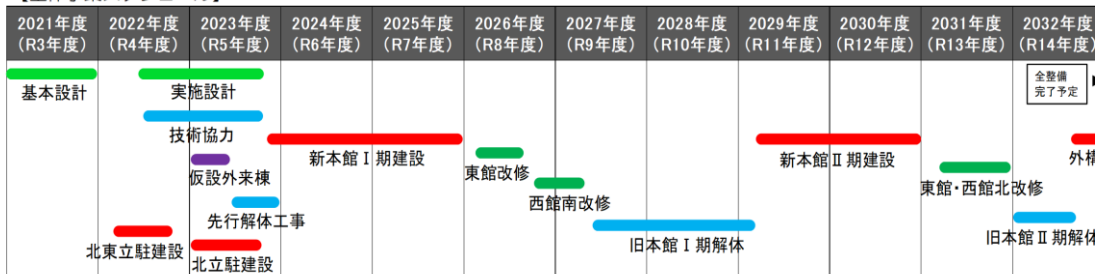 2021年度 2022年度 2023年度 2024年度 2025年度 2026年度 2027年度 2028年度 2029年度 2030年度 2031年度 2032年度
(R3年度) (R4年度) (R5年度) (R6年度) (R7年度) (R8年度) (R9年度) (R10年度) (R11年度) (R12年度) (R13年度) (R14年度)
全整備
完了予定
基本設計 実施設計
技術協力
新本館Ⅰ期建設 新本館Ⅱ期建設 外構
仮設外来棟 東館改修
東館・西館北改修
西館南改修
先行解体工事
旧本館Ⅰ期解体 旧本館Ⅱ期解体
北東立駐建設 北立駐建設